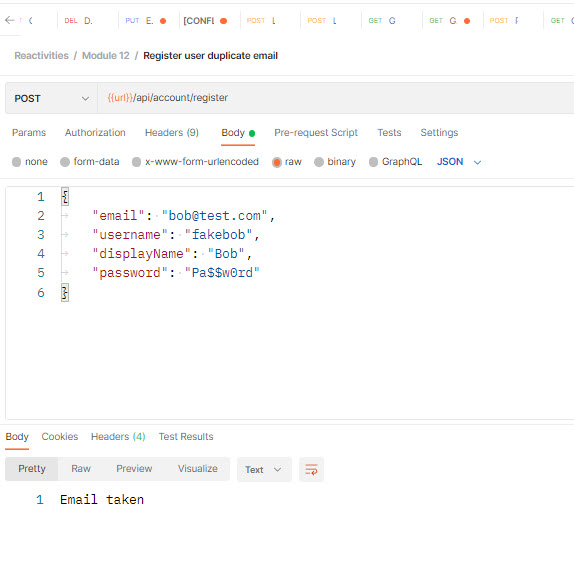 DEL D. PUT E. [CONFL POST L POST L GET G GET G. POST F GET
Reactivities / Module 12 / Register user duplicate email
POST {{url}}/api/account/register
Params Authorization Headers (9) Body Pre-request Script Tests Settings
none form-data x-www-form-urlencoded raw binary GraphQL JSON
1 {
2 "email": "bob@test.com",
3 "username": "fakebob",
4 "displayName": "Bob",
5 "password": "Pa$$w0rd"
6 }
Body Cookies Headers (4) Test Results
Pretty Raw Preview Visualize Text
1 Email taken